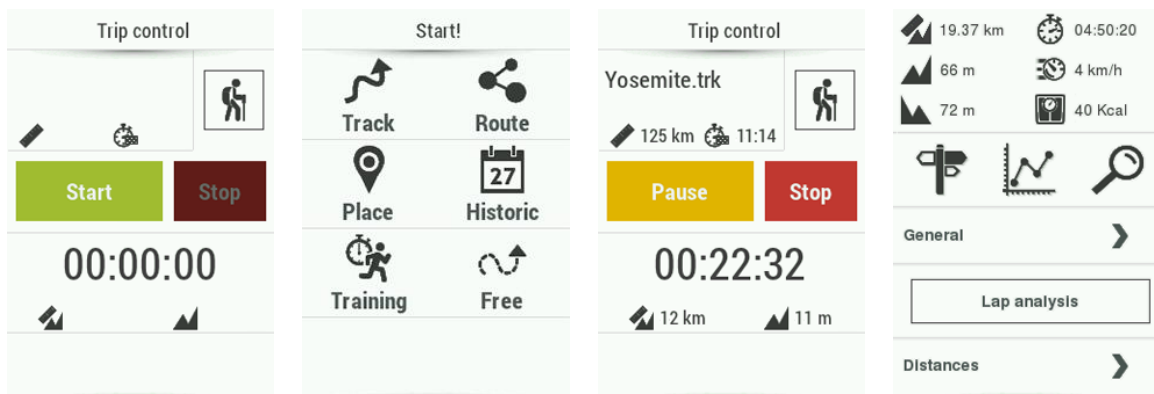 Trip control
Start
Stop
00:00:00
Start!
Track
Route
Place
27
Historic
Training
Free
Trip control
Yosemite.trk
125 km
11:14
Pause
Stop
00:22:32
12 km
11 m
19.37 km
04:50:20
66 m
4 km/h
72 m
40 Kcal
General
Lap analysis
Distances